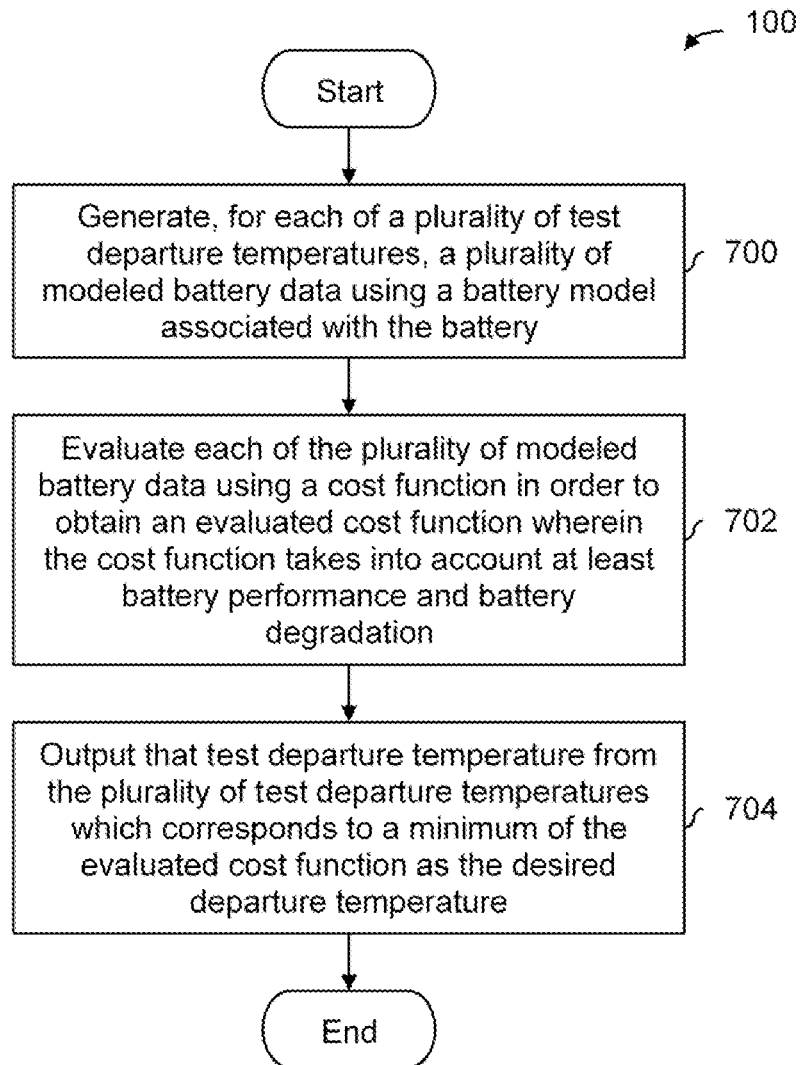 100
Start
Generate, for each of a plurality of test
departure temperatures, a plurality of
modeled battery data using a battery model
associated with the battery
700
Evaluate each of the plurality of modeled
battery data using a cost function in order to
obtain an evaluated cost function wherein
the cost function takes into account at least
battery performance and battery
degradation
702
Output that test departure temperature from
the plurality of test departure temperatures
which corresponds to a minimum of the
evaluated cost function as the desired
departure temperature
704
End